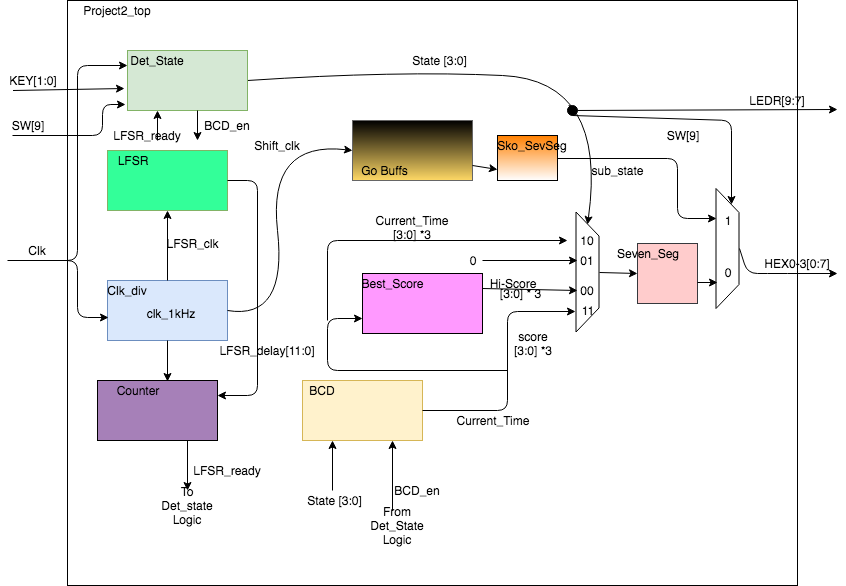 Project2_top
Det_State
State [3:0]
KEY[1:0]
LEDR[9:7]
SW[9]
LFSR_ready
BCD_en
SW[9]
Shift_clk
Sko_SevSeg
LFSR
Go Buffs
sub_state
Current_Time
[3:0] *3
1
10
LFSR_clk
Clk
0
01
Seven_Seg
HEX0-3[0:7]
0
Clk_div
Best_Score
Hi-Score
[3:0] * 3
00
clk_1kHz
11
LFSR_delay[11:0]
score
[3:0] *3
Counter
BCD
Current_Time
LFSR_ready
To
Det_state
Logic
State [3:0]
BCD_en
From
Det_State
Logic